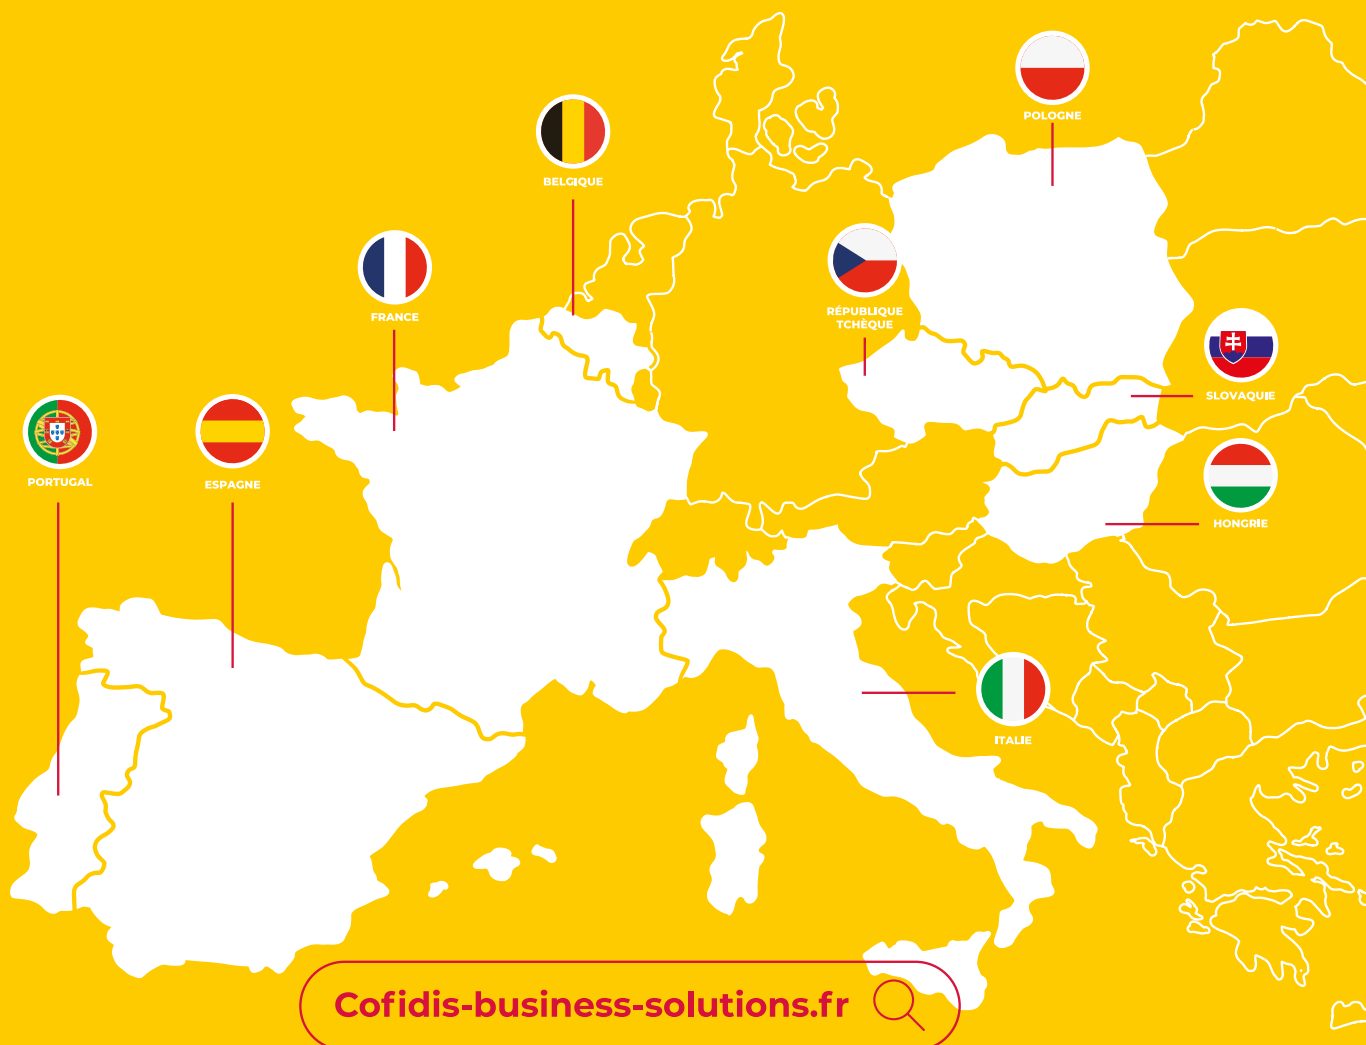 POLOGNE
BELGIQUE
FRANCE
RÉPUBLIQUE
TCHÈQUE
SLOVAQUIE
PORTUGAL
ESPAGNE
HONGRIE
ITALIE
Cofidis-business-solutions.fr